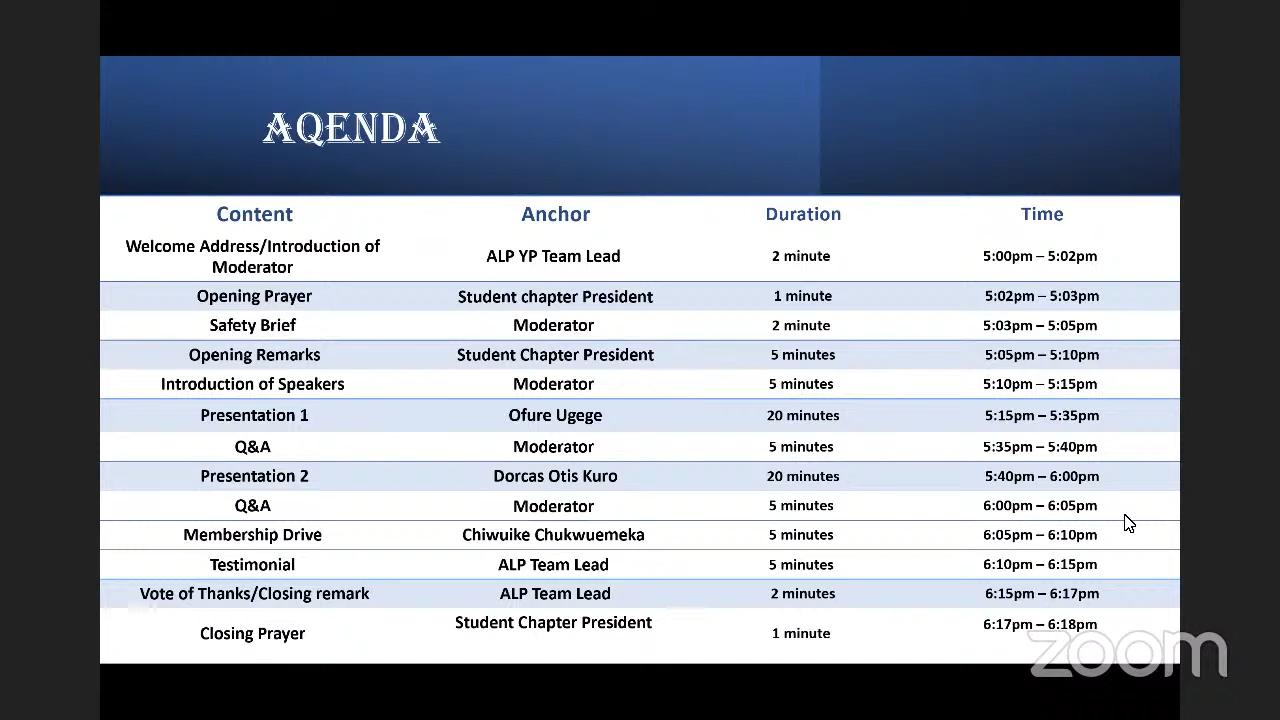 AQENDA
Content Anchor Duration Time
Welcome Address/Introduction of
Moderator ALP YP Team Lead 2 minute 5:00pm – 5:02pm
Opening Prayer Student chapter President 1 minute 5:02pm – 5:03pm
Safety Brief Moderator 2 minute 5:03pm – 5:05pm
Opening Remarks Student Chapter President 5 minutes 5:05pm – 5:10pm
Introduction of Speakers Moderator 5 minutes 5:10pm – 5:15pm
Presentation 1 Ofure Ugege 20 minutes 5:15pm – 5:35pm
Q&A Moderator 5 minutes 5:35pm – 5:40pm
Presentation 2 Dorcas Otis Kuro 20 minutes 5:40pm – 6:00pm
Q&A Moderator 5 minutes 6:00pm – 6:05pm
Membership Drive Chiwuike Chukwuemeka 5 minutes 6:05pm – 6:10pm
Testimonial ALP Team Lead 5 minutes 6:10pm – 6:15pm
Vote of Thanks/Closing remark ALP Team Lead 2 minutes 6:15pm – 6:17pm
Closing Prayer Student Chapter President 1 minute 6:17pm – 6:18pm
zoom